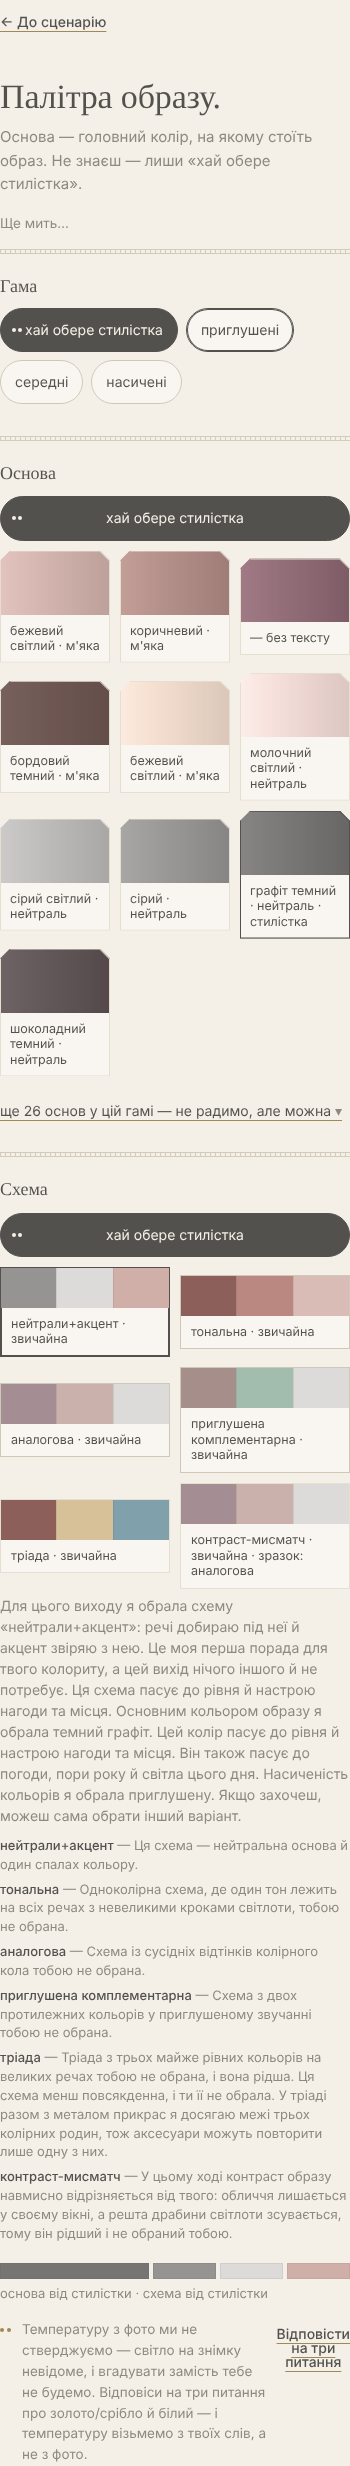 ← До сценарію
Палітра образу.
Основа — головний колір, на якому стоїть
образ. Не знаєш — лиши «хай обере
стилістка».
Ще мить…
Гама
хай обере стилістка
приглушені
середні
насичені
Основа
хай обере стилістка
бежевий
світлий · м'яка
коричневий ·
м'яка
— без тексту
бордовий
темний · м'яка
бежевий
світлий · м'яка
молочний
світлий ·
нейтраль
сірий світлий ·
нейтраль
сірий ·
нейтраль
графіт темний
· нейтраль ·
стилістка
шоколадний
темний ·
нейтраль
ще 26 основ у цій гамі — не радимо, але можна ▾
Схема
хай обере стилістка
нейтрали+акцент ·
звичайна
тональна · звичайна
аналогова · звичайна
приглушена
комплементарна ·
звичайна
тріада · звичайна
контраст-мисматч ·
звичайна · зразок:
аналогова
Для цього виходу я обрала схему
«нейтрали+акцент»: речі добираю під неї й
акцент звіряю з нею. Це моя перша порада для
твого колориту, а цей вихід нічого іншого й не
потребує. Ця схема пасує до рівня й настрою
нагоди та місця. Основним кольором образу я
обрала темний графіт. Цей колір пасує до рівня й
настрою нагоди та місця. Він також пасує до
погоди, пори року й світла цього дня. Насиченість
кольорів я обрала приглушену. Якщо захочеш,
можеш сама обрати інший варіант.
нейтрали+акцент — Ця схема — нейтральна основа й
один спалах кольору.
тональна — Одноколірна схема, де один тон лежить
на всіх речах з невеликими кроками світлоти, тобою
не обрана.
аналогова — Схема із сусідніх відтінків колірного
кола тобою не обрана.
приглушена комплементарна — Схема з двох
протилежних кольорів у приглушеному звучанні
тобою не обрана.
тріада — Тріада з трьох майже рівних кольорів на
великих речах тобою не обрана, і вона рідша. Ця
схема менш повсякденна, і ти її не обрала. У тріаді
разом з металом прикрас я досягаю межі трьох
колірних родин, тож аксесуари можуть повторити
лише одну з них.
контраст-мисматч — У цьому ході контраст образу
навмисно відрізняється від твого: обличчя лишається
у своєму вікні, а решта драбини світлоти зсувається,
тому він рідший і не обраний тобою.
основа від стилістки · схема від стилістки
Температуру з фото ми не
стверджуємо — світло на знімку
невідоме, і вгадувати замість тебе
не будемо. Відповіси на три питання
про золото/срібло й білий — і
температуру візьмемо з твоїх слів, а
не з фото.
Відповісти
на три
питання